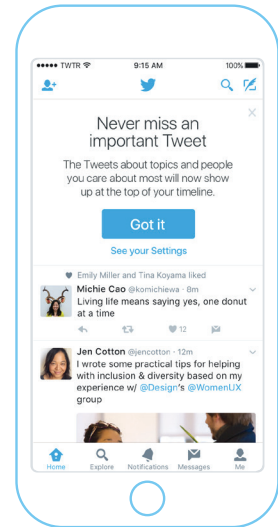 TWTR 9:15 AM 100%
Never miss an
important Tweet
The Tweets about topics and people
you care about most will now show
up at the top of your timeline.
Got it
See your Settings
Emily Miller and Tina Koyama liked
Michie Cao @komichiewa · 8m
Living life means saying yes, one donut
at a time
12
Jen Cotton @jencotton · 12m
I wrote some practical tips for helping
with inclusion & diversity based on my
experience w/ @Design's @WomenUX
group
Home Explore Notifications Messages Me